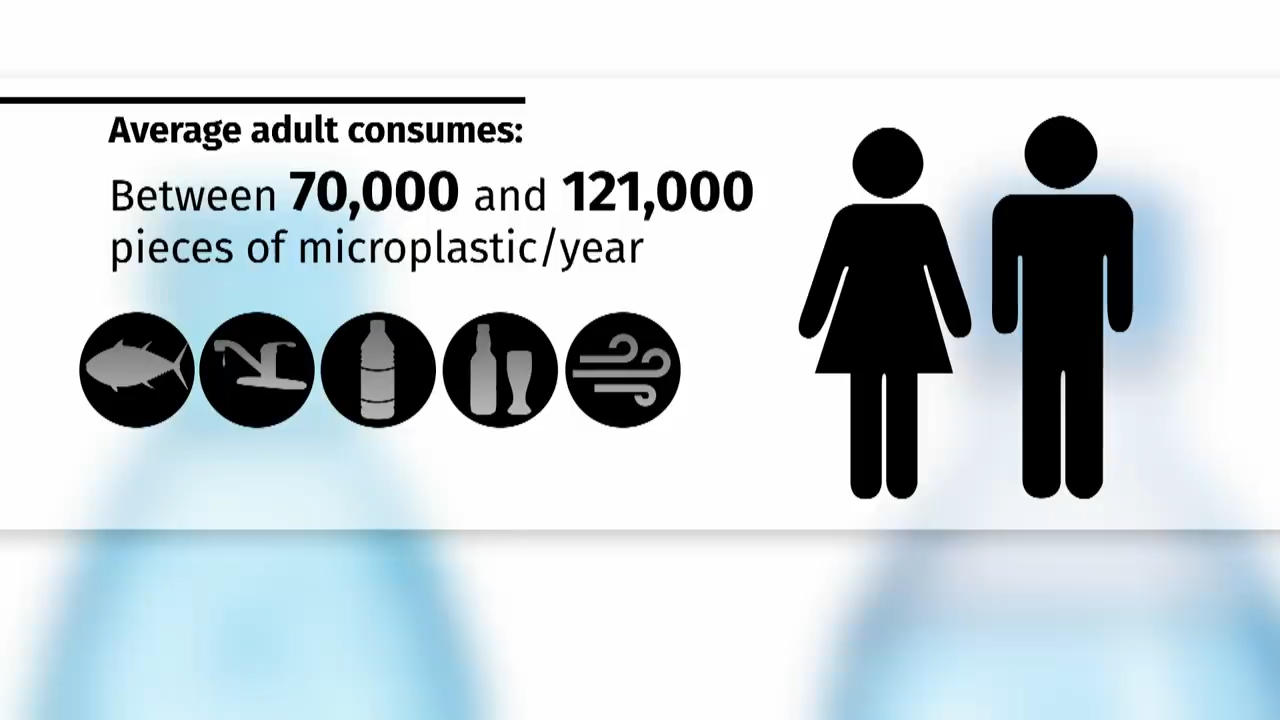 Average adult consumes:
Between 70,000 and 121,000
pieces of microplastic/year